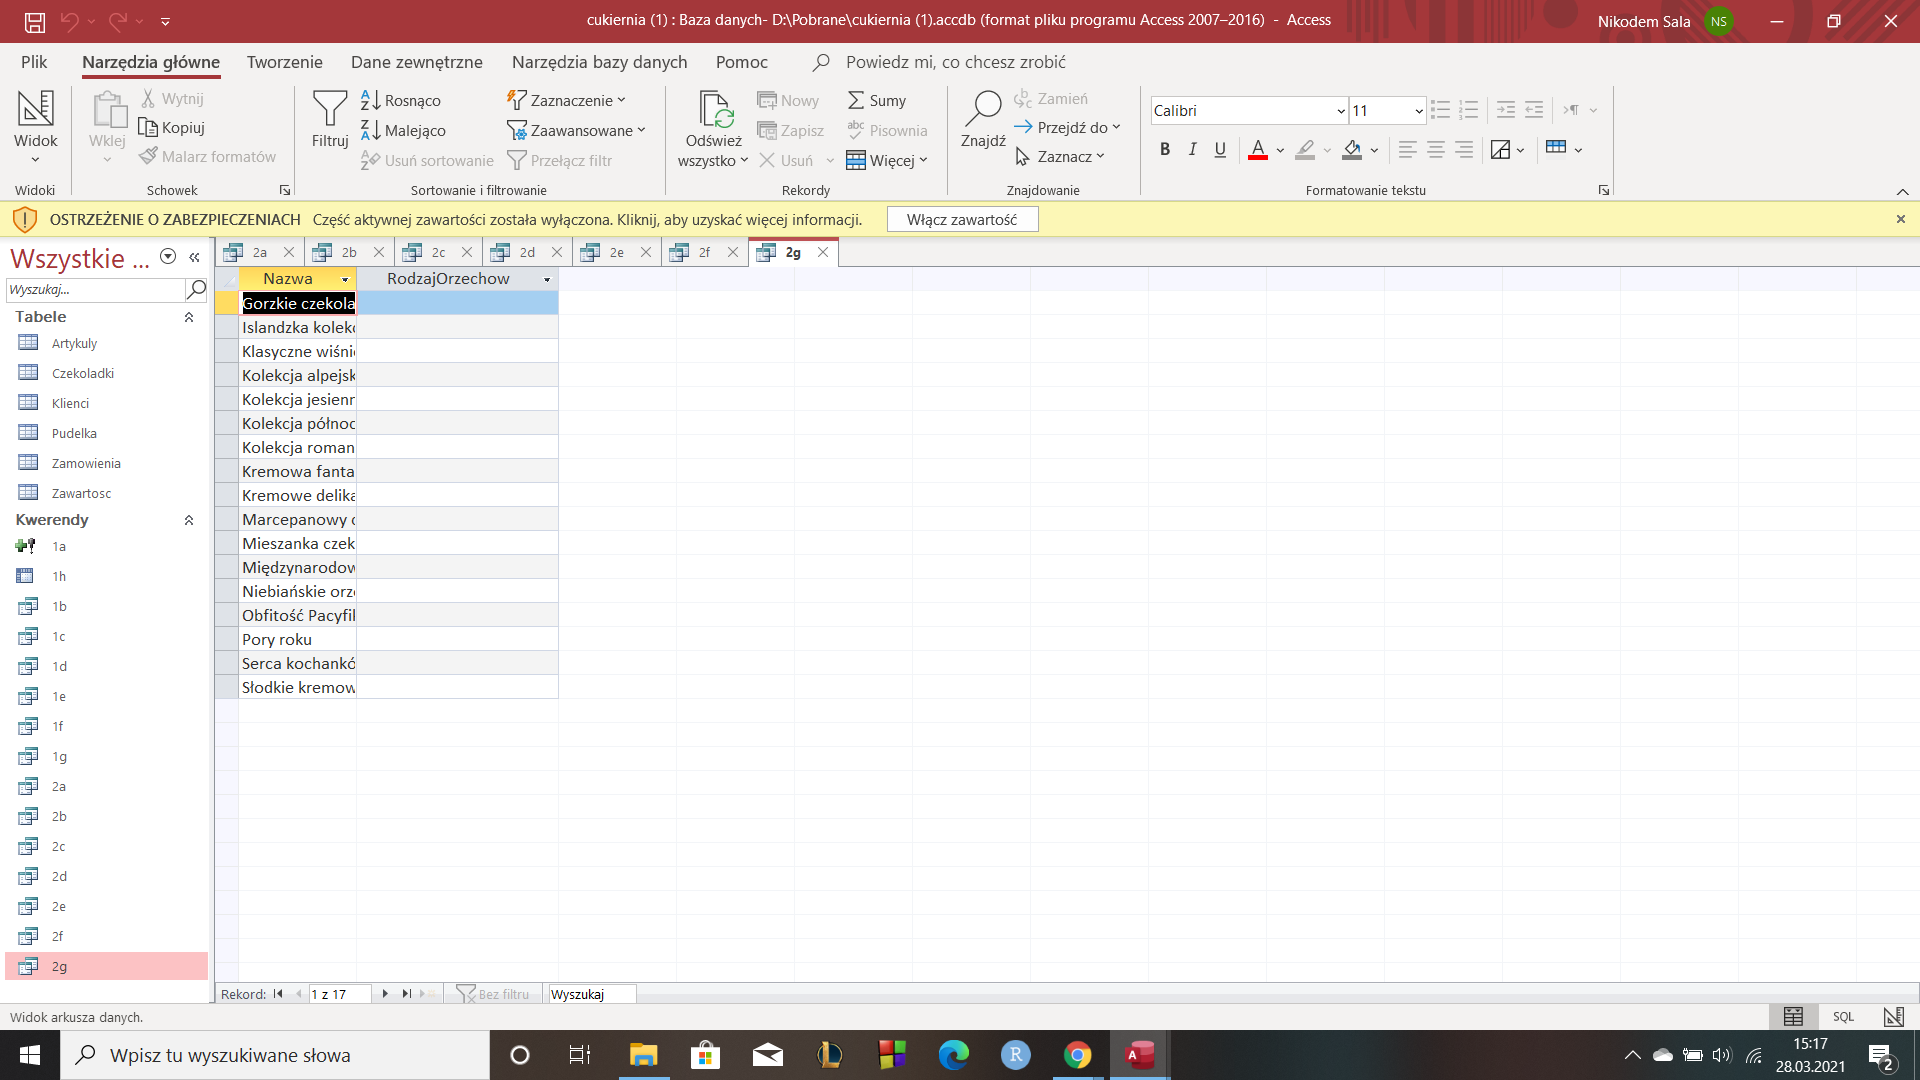 cukiernia (1) : Baza danych- D:\Pobrane\cukiernia (1).accdb (format pliku programu Access 2007–2016) - Access
Nikodem Sala
NS
Plik
Narzędzia główne
Tworzenie
Dane zewnętrzne
Narzędzia bazy danych
Pomoc
Powiedz mi, co chcesz zrobić
Widok
Widoki
Wklej
Wytnij
Kopiuj
Malarz formatów
Schowek
Filtruj
Rosnąco
Malejąco
Usuń sortowanie
Zaznaczenie
Zaawansowane
Przełącz filtr
Sortowanie i filtrowanie
Odśwież
wszystko
Nowy
Zapisz
Usuń
Sumy
Pisownia
Więcej
Rekordy
Znajdź
Zamień
Przejdź do
Zaznacz
Znajdowanie
Calibri
11
B I U
Formatowanie tekstu
OSTRZEŻENIE O ZABEZPIECZENIACH Część aktywnej zawartości została wyłączona. Kliknij, aby uzyskać więcej informacji.
Włącz zawartość
Wszystkie ...
Wyszukaj...
Tabele
Artykuly
Czekoladki
Klienci
Pudelka
Zamowienia
Zawartosc
Kwerendy
1a
1h
1b
1c
1d
1e
1f
1g
2a
2b
2c
2d
2e
2f
2g
2a 2b 2c 2d 2e 2f 2g
Nazwa RodzajOrzechow
Gorzkie czekola
Islandzka kolekc
Klasyczne wiśnie
Kolekcja alpejsk
Kolekcja jesienn
Kolekcja północ
Kolekcja roman
Kremowa fanta
Kremowe delika
Marcepanowy
Mieszanka czek
Międzynarodow
Niebiańskie orze
Obfitość Pacyfik
Pory roku
Serca kochankó
Słodkie kremow
Rekord: 1 z 17
Bez filtru
Wyszukaj
Widok arkusza danych.
SQL
Wpisz tu wyszukiwane słowa
15:17
28.03.2021
2